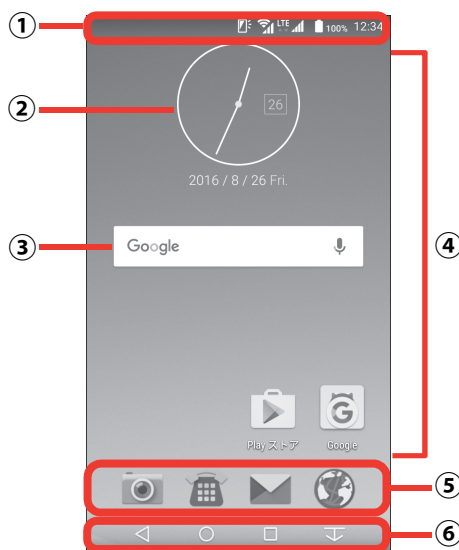 ①
LTE 100% 12:34
②
26
2016 / 8 / 26 Fri.
③
Google
④
G
Play ストア Google
⑤
⑥